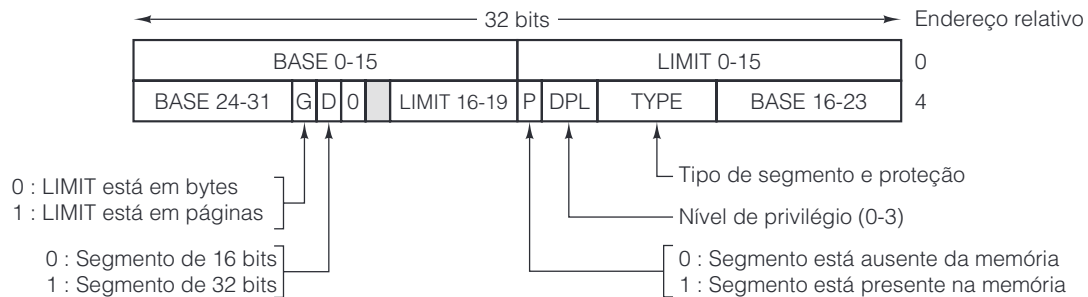 32 bits Endereço relativo
BASE 0-15 LIMIT 0-15 0
BASE 24-31 G D 0 LIMIT 16-19 P DPL TYPE BASE 16-23 4
Tipo de segmento e proteção
0 : LIMIT está em bytes
1 : LIMIT está em páginas
Nível de privilégio (0-3)
0 : Segmento de 16 bits
1 : Segmento de 32 bits
0 : Segmento está ausente da memória
1 : Segmento está presente na memória